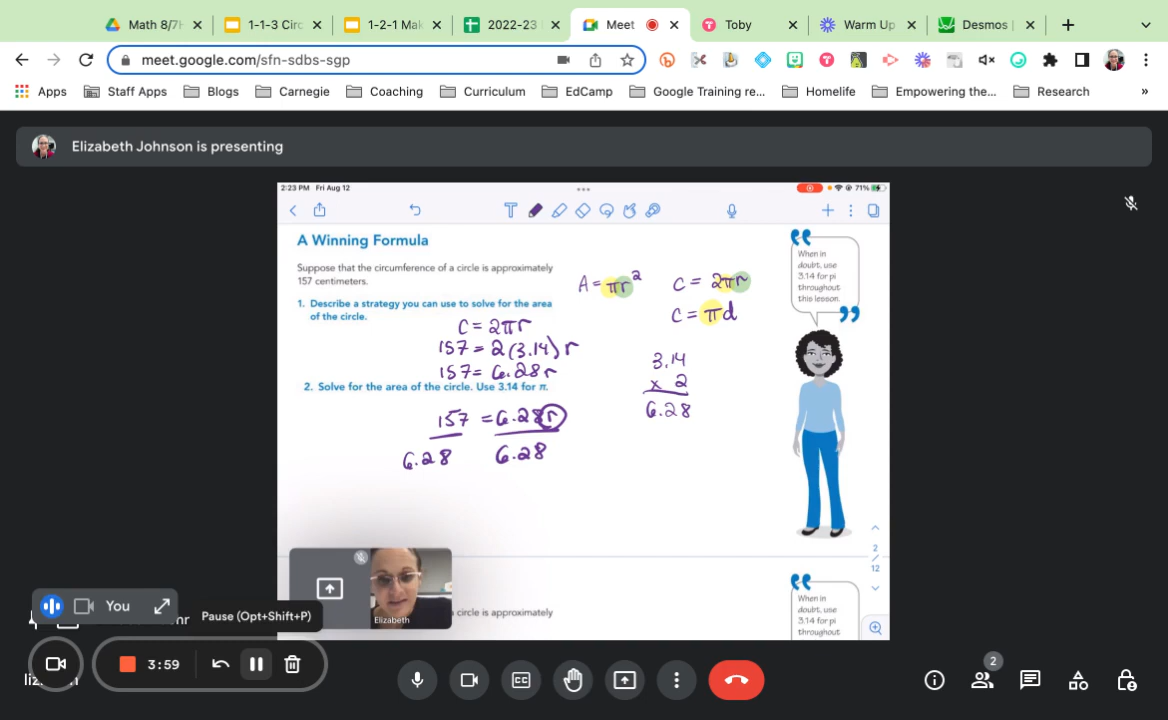 Math 8/7H
1-1-3 Circ
1-2-1 Mak
2022-23
Meet
Toby
Warm Up
Desmos |
meet.google.com/sfn-sdbs-sgp
Apps
Staff Apps
Blogs
Carnegie
Coaching
Curriculum
EdCamp
Google Training re...
Homelife
Empowering the...
Research
»
Elizabeth Johnson is presenting
2:23 PM Fri Aug 12
71%
A Winning Formula
Suppose that the circumference of a circle is approximately
157 centimeters.
1. Describe a strategy you can use to solve for the area
of the circle.
A = πr²
C = 2πr
C = πd
C = 2πr
157 = 2(3.14)r
157 = 6.28r
3.14
x 2
6.28
2. Solve for the area of the circle. Use 3.14 for π.
157 = 6.28r
6.28 6.28
When in
doubt, use
3.14 for pi
throughout
this lesson.
2
12
circle is approximately
When in
doubt, use
3.14 for pi
throughout
Elizabeth
You
Pause (Opt+Shift+P)
3:59
CC
2